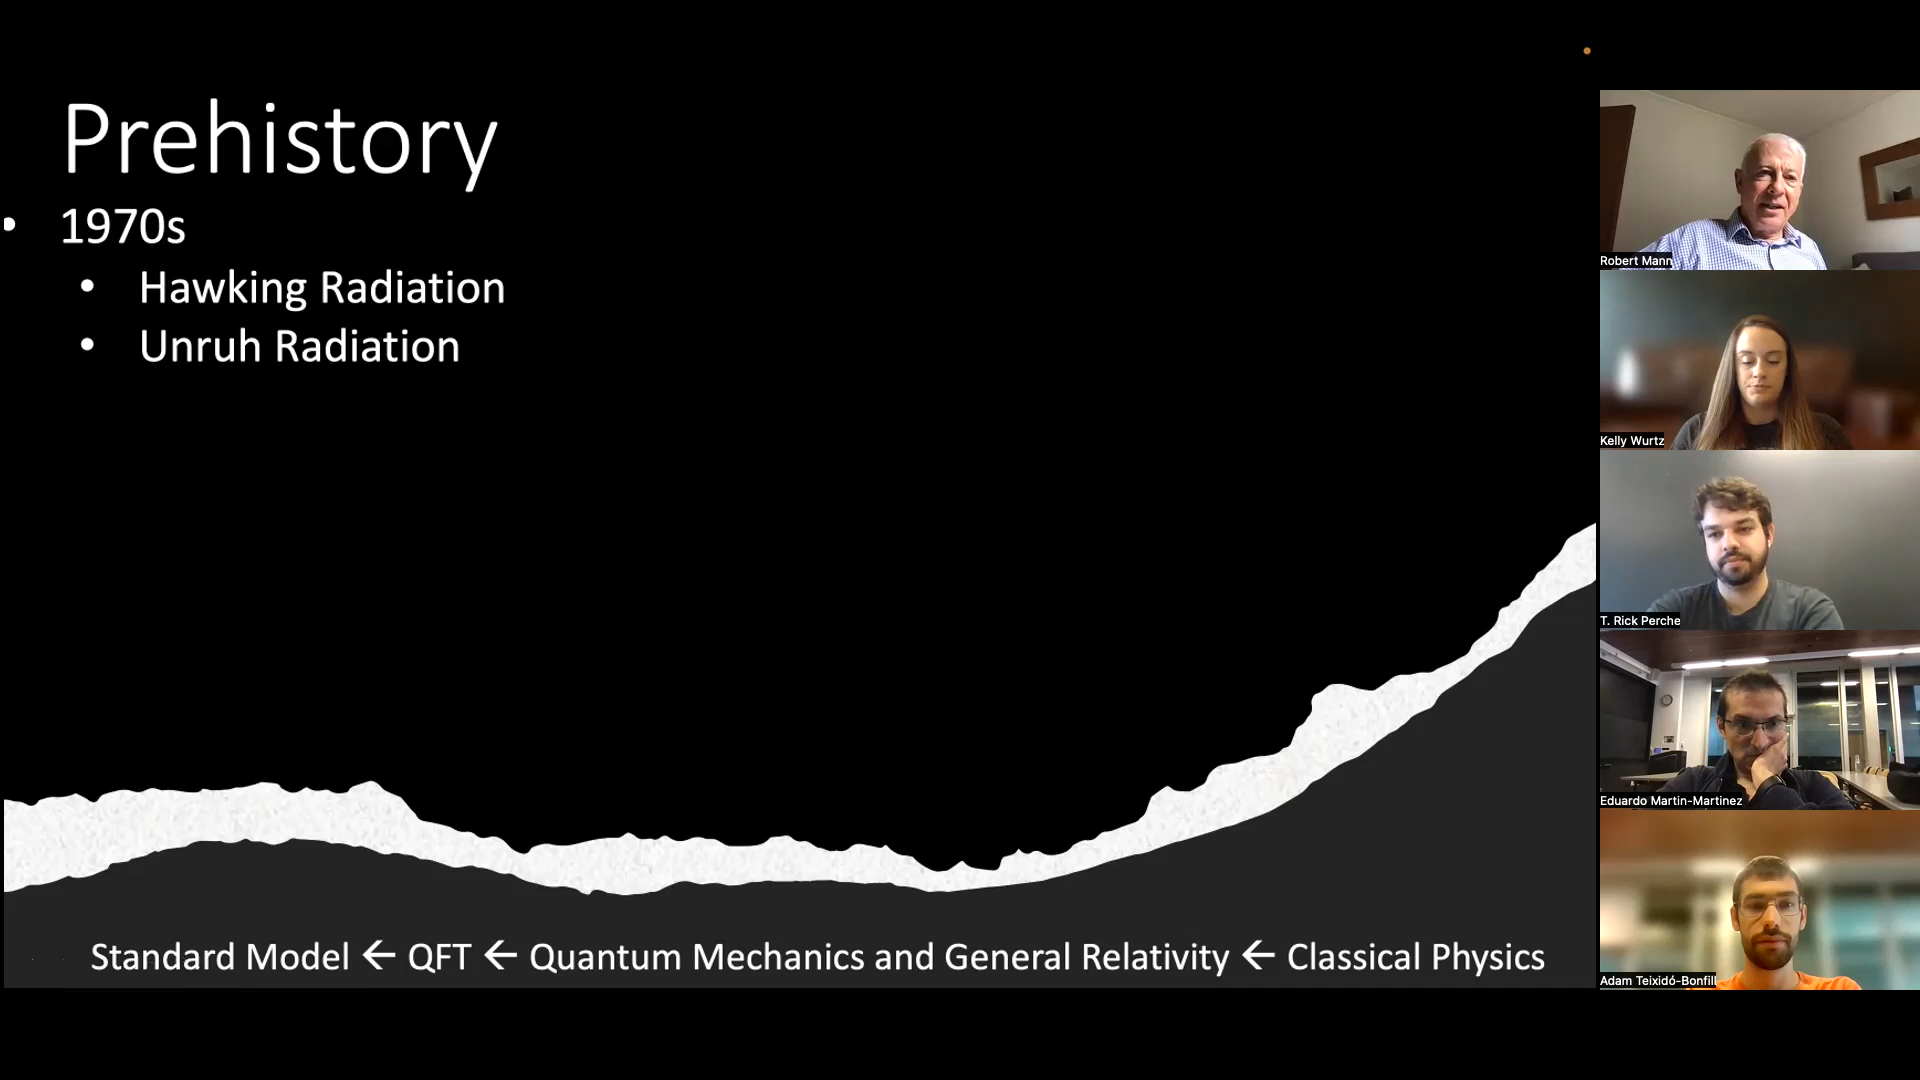 Prehistory
• 1970s
• Hawking Radiation
• Unruh Radiation
Standard Model ← QFT ← Quantum Mechanics and General Relativity ← Classical Physics
Robert Mann
Kelly Wurtz
T. Rick Perche
Eduardo Martin-Martinez
Adam Teixidó-Bonfill